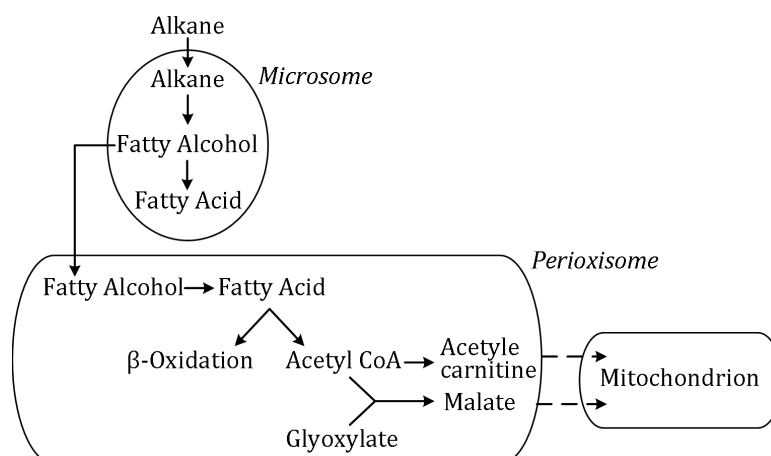 Alkane
Alkane
Microsome
Fatty Alcohol
Fatty Acid
Perioxisome
Fatty Alcohol
Fatty Acid
β-Oxidation
Acetyl CoA
Acetyle
carnitine
Mitochondrion
Malate
Glyoxylate